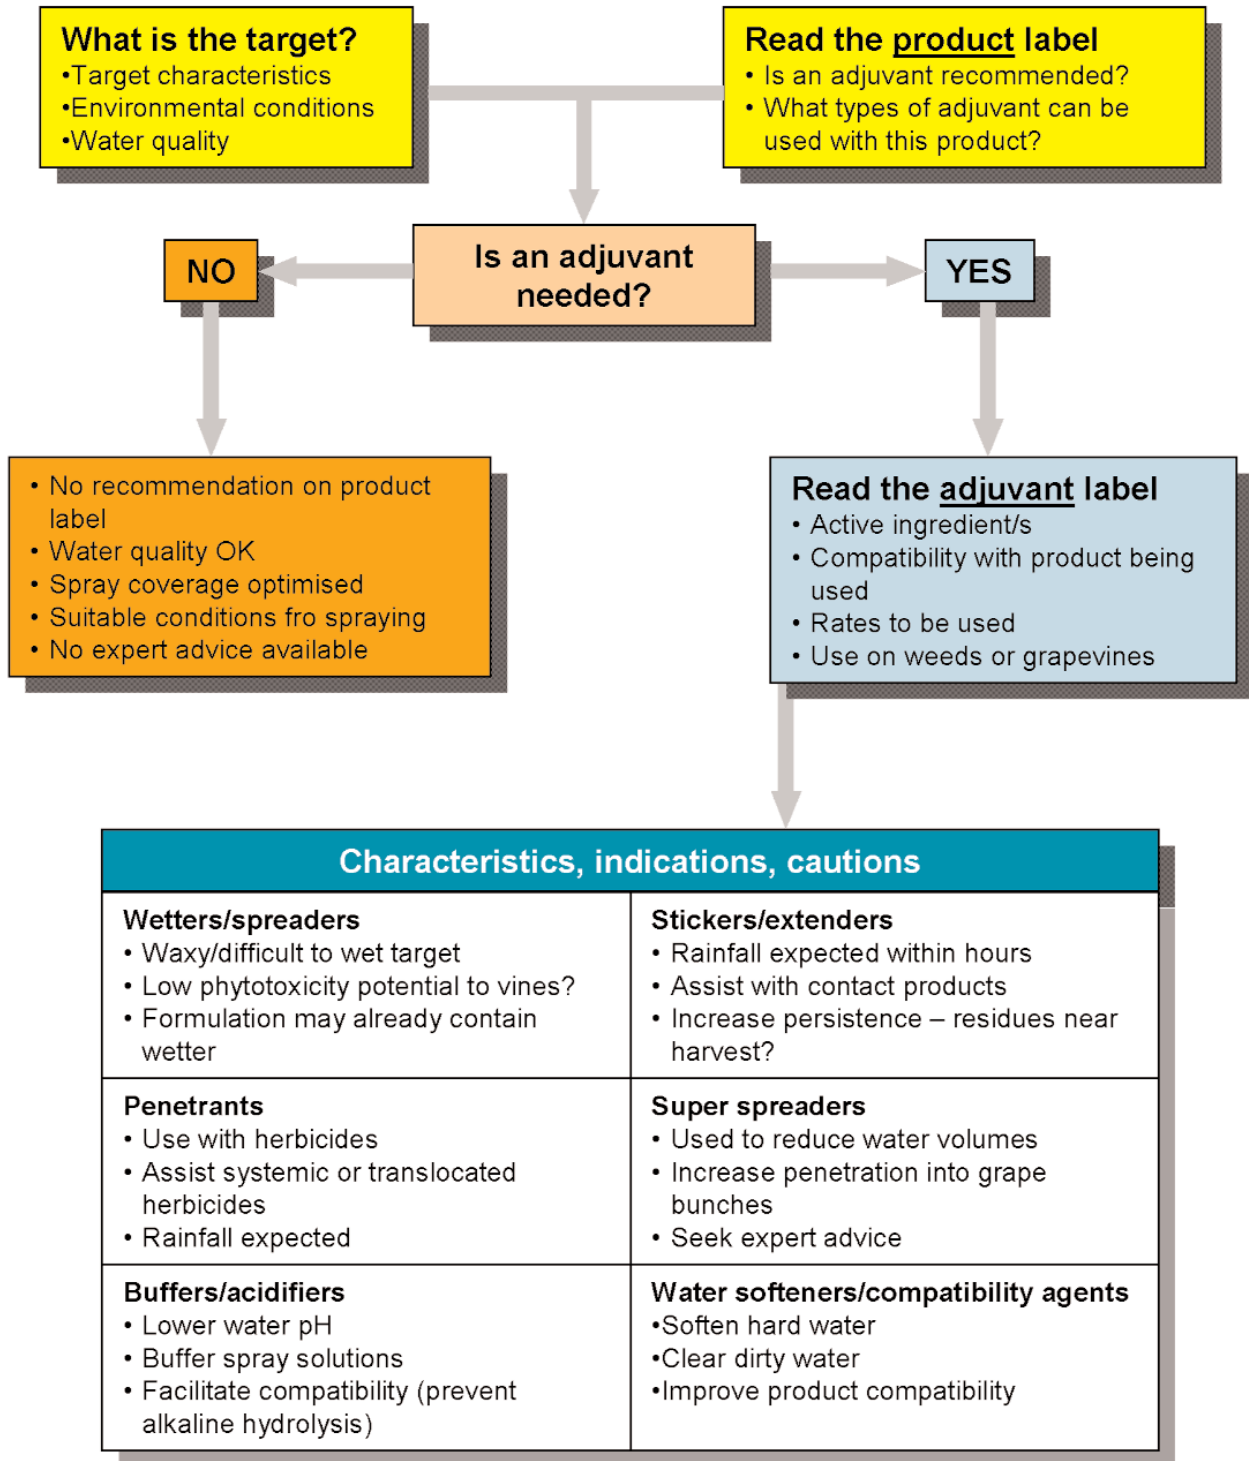 What is the target?
•Target characteristics
•Environmental conditions
•Water quality
Read the product label
• Is an adjuvant recommended?
• What types of adjuvant can be
used with this product?
Is an adjuvant
needed?
NO
YES
• No recommendation on product
label
• Water quality OK
• Spray coverage optimised
• Suitable conditions fro spraying
• No expert advice available
Read the adjuvant label
• Active ingredient/s
• Compatibility with product being
used
• Rates to be used
• Use on weeds or grapevines
Characteristics, indications, cautions
Wetters/spreaders
• Waxy/difficult to wet target
• Low phytotoxicity potential to vines?
• Formulation may already contain
wetter
Stickers/extenders
• Rainfall expected within hours
• Assist with contact products
• Increase persistence – residues near
harvest?
Penetrants
• Use with herbicides
• Assist systemic or translocated
herbicides
• Rainfall expected
Super spreaders
• Used to reduce water volumes
• Increase penetration into grape
bunches
• Seek expert advice
Buffers/acidifiers
• Lower water pH
• Buffer spray solutions
• Facilitate compatibility (prevent
alkaline hydrolysis)
Water softeners/compatibility agents
•Soften hard water
•Clear dirty water
•Improve product compatibility